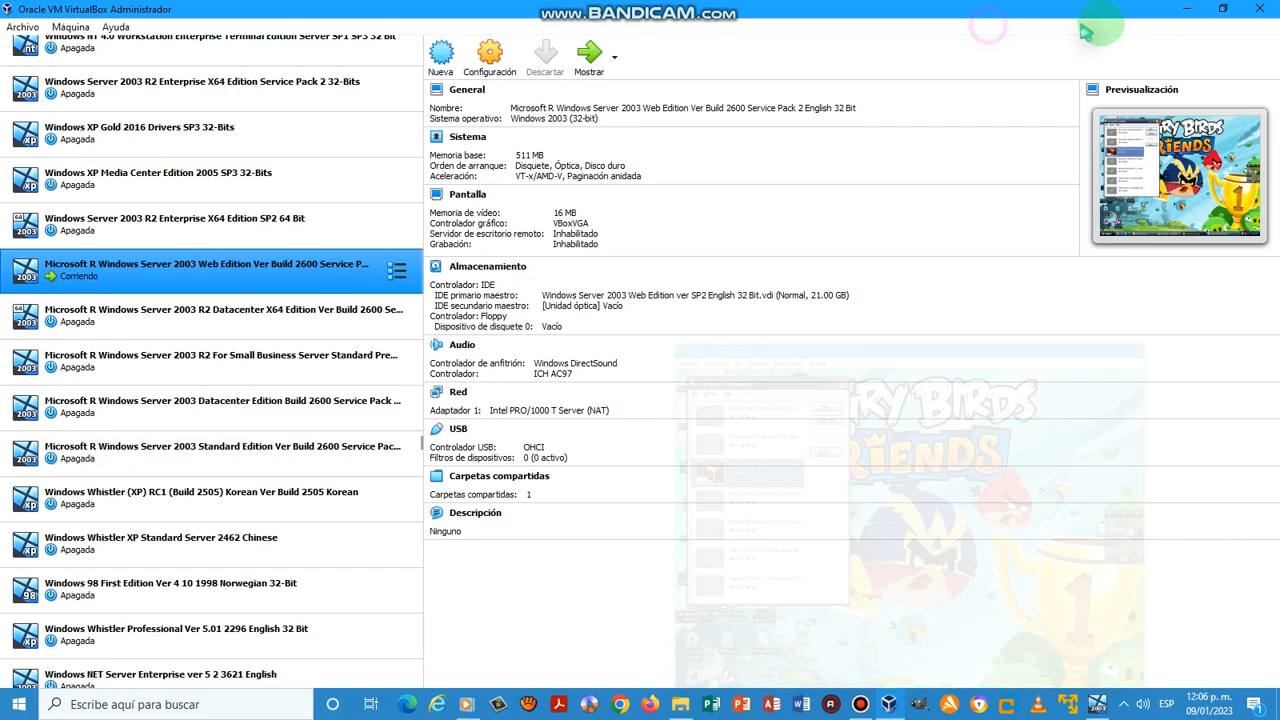 Oracle VM VirtualBox Administrador
www.BANDICAM.com
Archivo Máquina Ayuda
Windows NT 4.0 Workstation Enterprise Terminal Edition Server SP1 SP3 32 bit
Apagada
Windows Server 2003 R2 Enterprise X64 Edition Service Pack 2 32-Bits
Apagada
Windows XP Gold 2016 Drivers SP3 32-Bits
Apagada
Windows XP Media Center Edition 2005 SP3 32-Bits
Apagada
Windows Server 2003 R2 Enterprise X64 Edition SP2 64 Bit
Apagada
Microsoft R Windows Server 2003 Web Edition Ver Build 2600 Service P...
Corriendo
Microsoft R Windows Server 2003 R2 Datacenter X64 Edition Ver Build 2600 Se...
Apagada
Microsoft R Windows Server 2003 R2 For Small Business Server Standard Pre...
Apagada
Microsoft R Windows Server 2003 Datacenter Edition Build 2600 Service Pack ...
Apagada
Microsoft R Windows Server 2003 Standard Edition Ver Build 2600 Service Pac...
Apagada
Windows Whistler (XP) RC1 (Build 2505) Korean Ver Build 2505 Korean
Apagada
Windows Whistler XP Standard Server 2462 Chinese
Apagada
Windows 98 First Edition Ver 4 10 1998 Norwegian 32-Bit
Apagada
Windows Whistler Professional Ver 5.01 2296 English 32 Bit
Apagada
Windows NET Server Enterprise ver 5 2 3621 English
Apagada
Nueva Configuración Descartar Mostrar
General
Nombre: Microsoft R Windows Server 2003 Web Edition Ver Build 2600 Service Pack 2 English 32 Bit
Sistema operativo: Windows 2003 (32-bit)
Sistema
Memoria base: 511 MB
Orden de arranque: Disquete, Óptica, Disco duro
Aceleración: VT-x/AMD-V, Paginación anidada
Pantalla
Memoria de vídeo: 16 MB
Controlador gráfico: VBoxVGA
Servidor de escritorio remoto: Inhabilitado
Grabación: Inhabilitado
Almacenamiento
Controlador: IDE
IDE primario maestro: Windows Server 2003 Web Edition ver SP2 English 32 Bit.vdi (Normal, 21.00 GB)
IDE secundario maestro: [Unidad óptica] Vacío
Controlador: Floppy
Dispositivo de disquete 0: Vacío
Audio
Controlador de anfitrión: Windows DirectSound
Controlador: ICH AC97
Red
Adaptador 1: Intel PRO/1000 T Server (NAT)
USB
Controlador USB: OHCI
Filtros de dispositivos: 0 (0 activo)
Carpetas compartidas
Carpetas compartidas: 1
Descripción
Ninguno
Previsualización
ANGRY BIRDS
FRIENDS
ANGRY BIRDS
FRIENDS
1
Escribe aquí para buscar
ESP
12:06 p. m.
09/01/2023